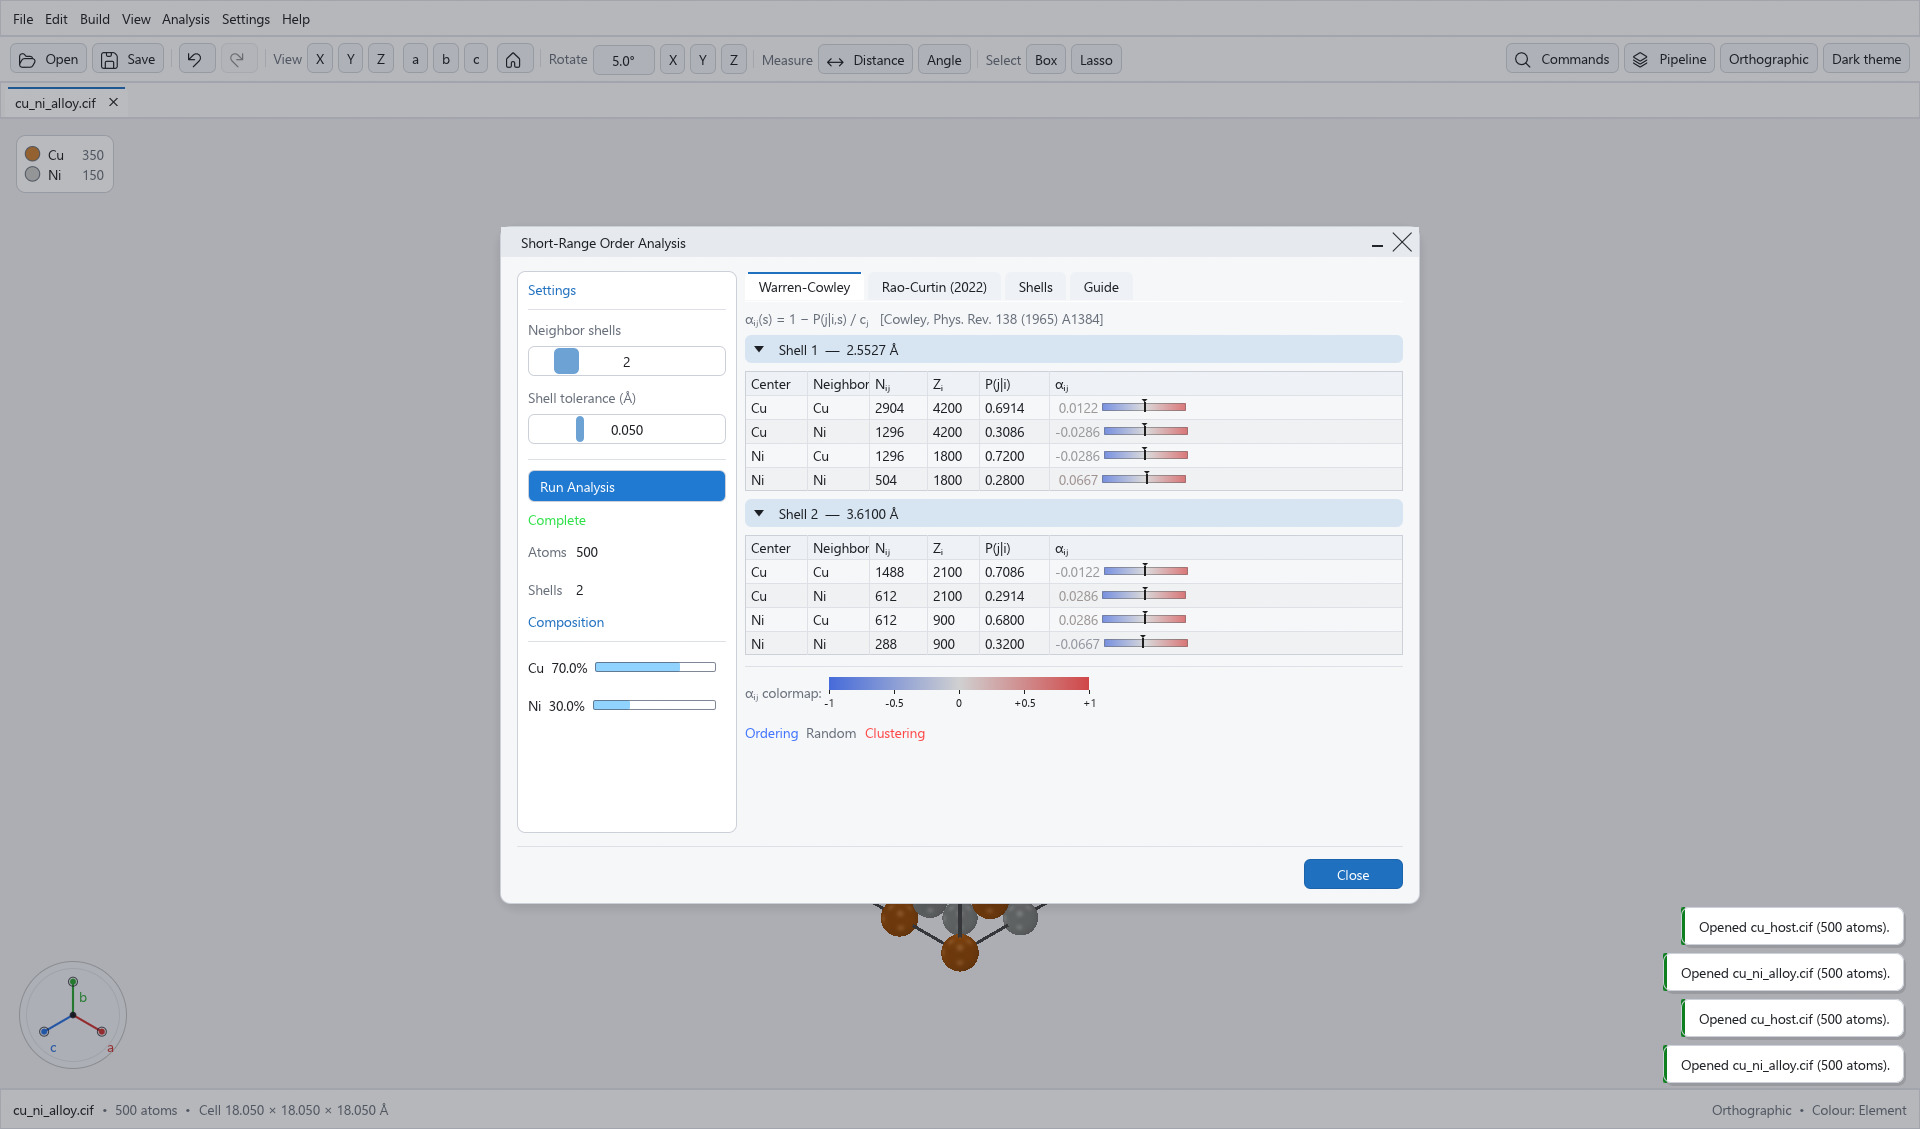 File Edit Build View Analysis Settings Help
Open Save View X Y Z a b c Rotate 5.0° X Y Z Measure Distance Angle Select Box Lasso Commands Pipeline Orthographic Dark theme
cu_ni_alloy.cif
Cu 350
Ni 150
Short-Range Order Analysis
Settings
Neighbor shells
2
Shell tolerance (Å)
0.050
Run Analysis
Complete
Atoms 500
Shells 2
Composition
Cu 70.0%
Ni 30.0%
Warren-Cowley Rao-Curtin (2022) Shells Guide
αᵢⱼ(s) = 1 − P(j|i,s) / cⱼ [Cowley, Phys. Rev. 138 (1965) A1384]
Shell 1 — 2.5527 Å
Center Neighbor Nᵢⱼ Zᵢ P(j|i) αᵢⱼ
Cu Cu 2904 4200 0.6914 0.0122
Cu Ni 1296 4200 0.3086 -0.0286
Ni Cu 1296 1800 0.7200 -0.0286
Ni Ni 504 1800 0.2800 0.0667
Shell 2 — 3.6100 Å
Center Neighbor Nᵢⱼ Zᵢ P(j|i) αᵢⱼ
Cu Cu 1488 2100 0.7086 -0.0122
Cu Ni 612 2100 0.2914 0.0286
Ni Cu 612 900 0.6800 0.0286
Ni Ni 288 900 0.3200 -0.0667
αᵢⱼ colormap:
-1 -0.5 0 +0.5 +1
Ordering Random Clustering
Close
b
c
a
Opened cu_host.cif (500 atoms).
Opened cu_ni_alloy.cif (500 atoms).
Opened cu_host.cif (500 atoms).
Opened cu_ni_alloy.cif (500 atoms).
cu_ni_alloy.cif • 500 atoms • Cell 18.050 × 18.050 × 18.050 Å
Orthographic • Colour: Element